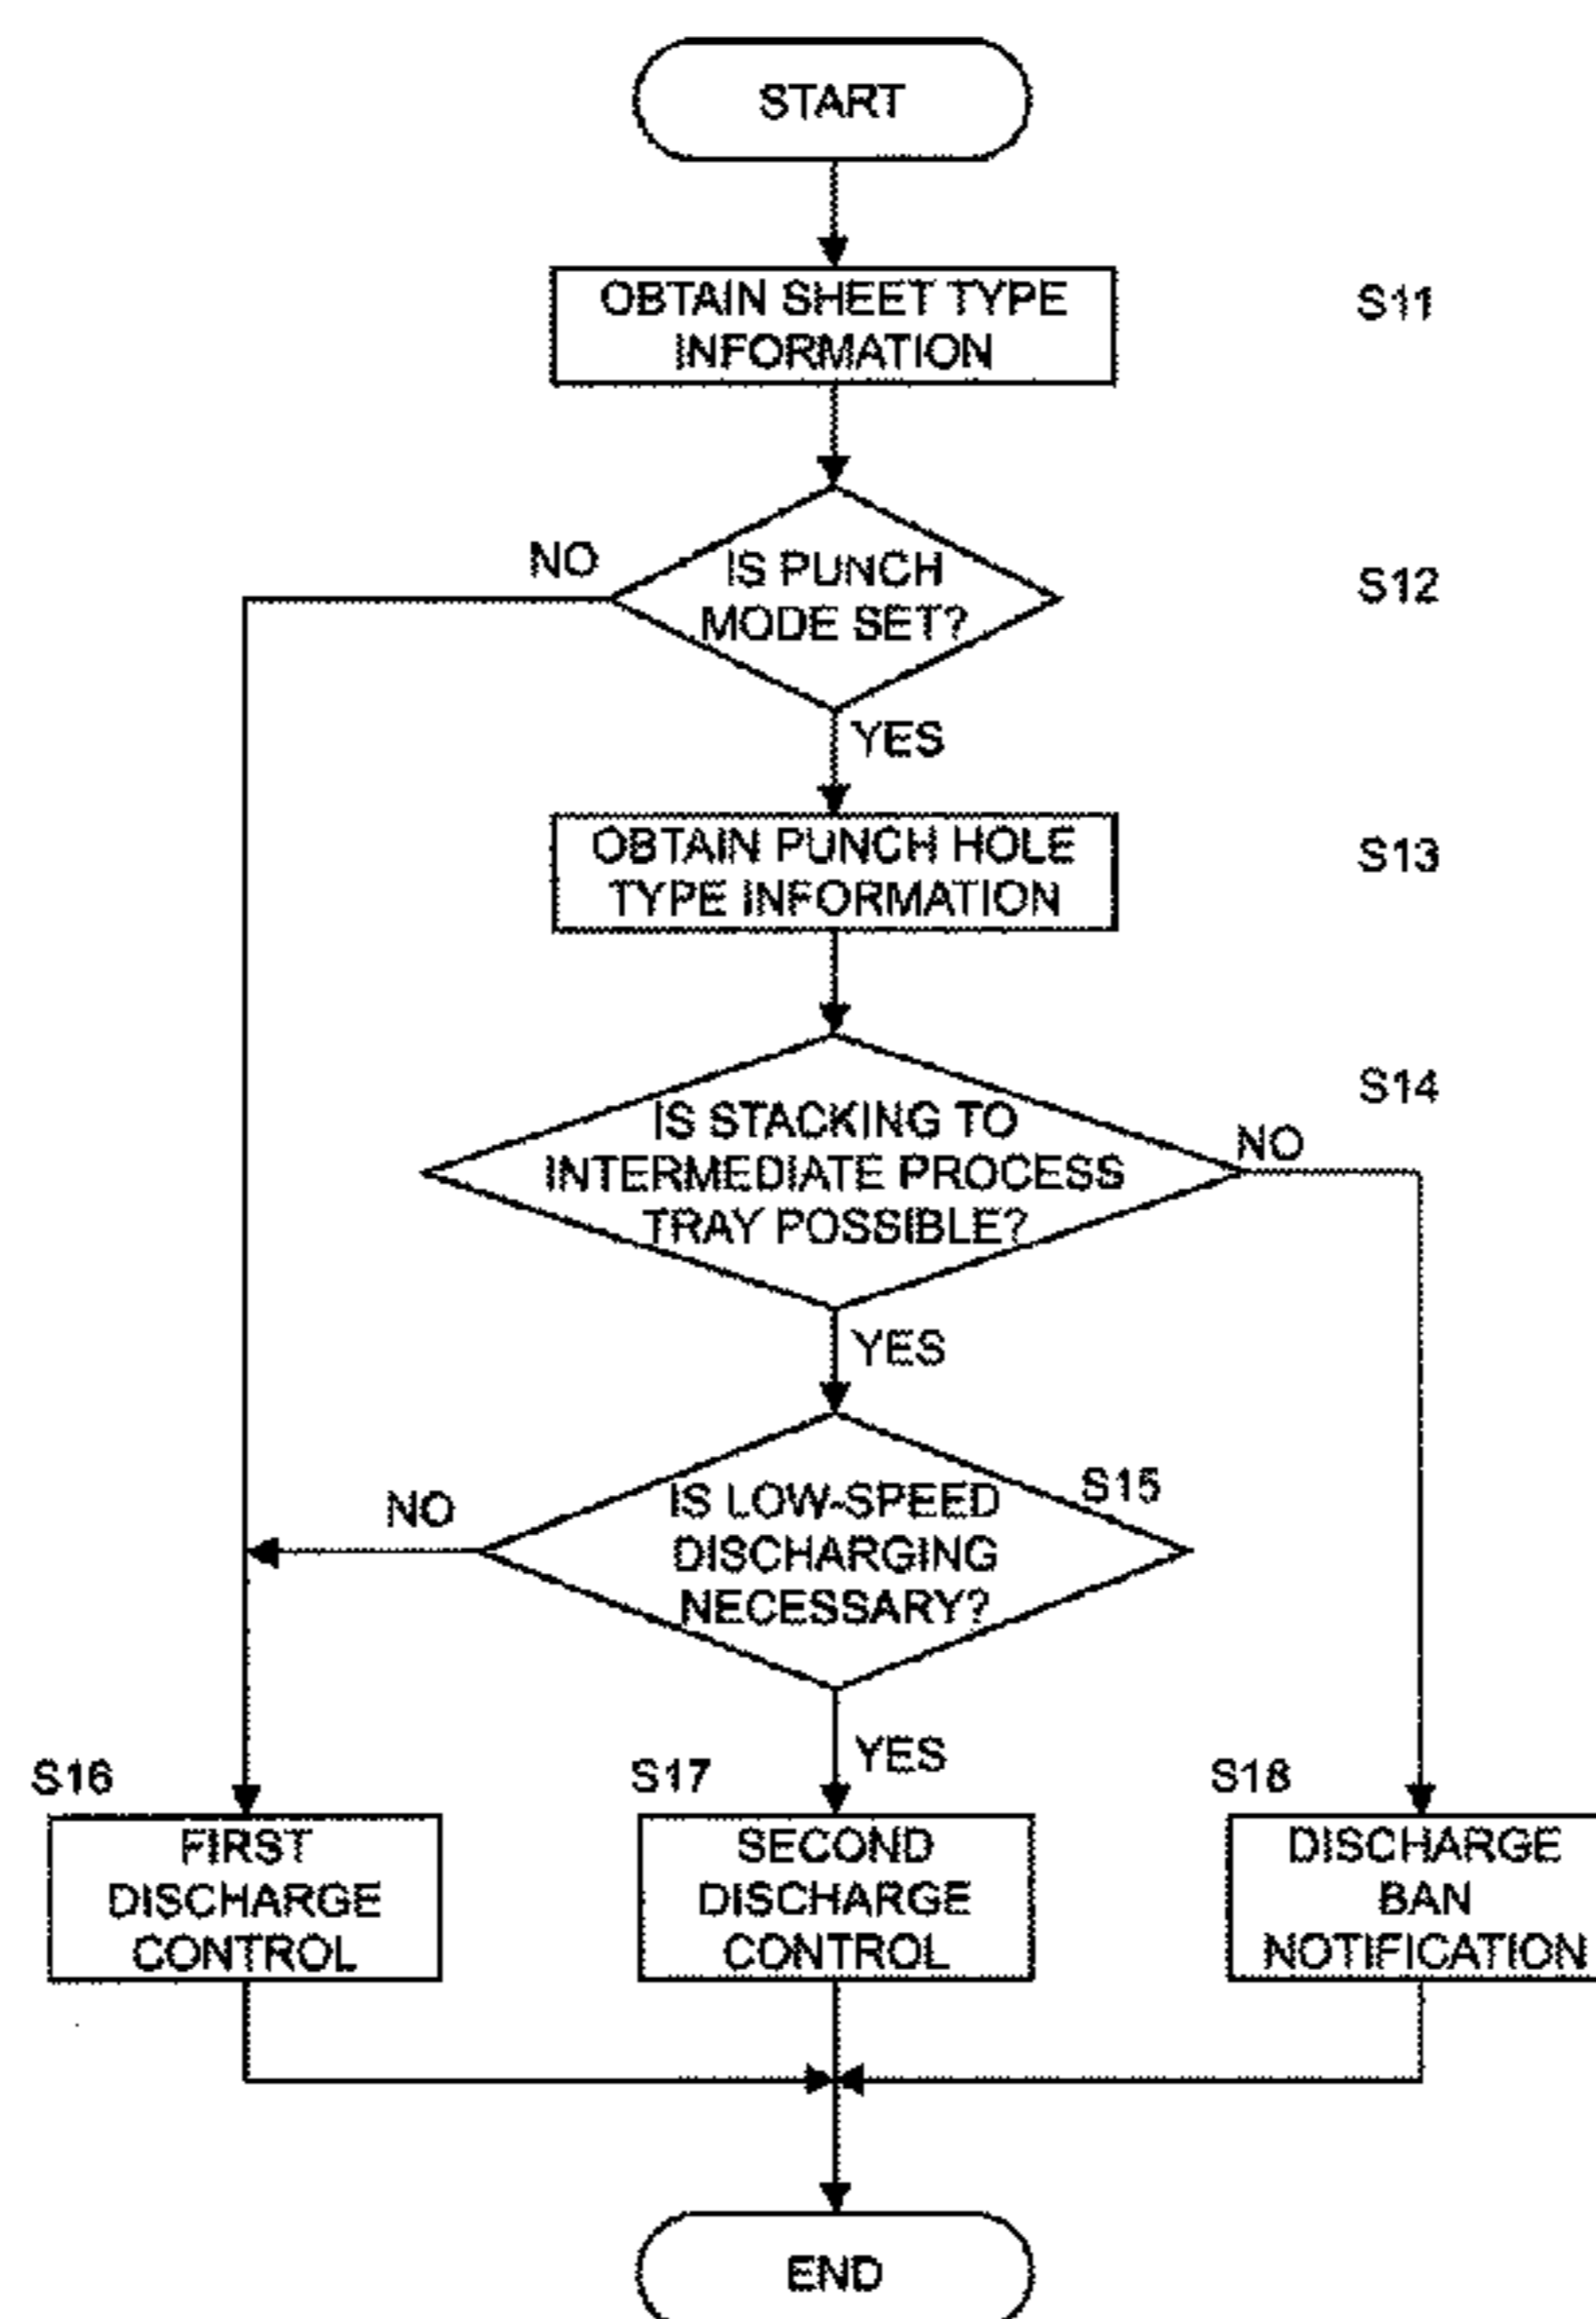 START
OBTAIN SHEET TYPE
INFORMATION
S11
NO
IS PUNCH
MODE SET?
S12
YES
OBTAIN PUNCH HOLE
TYPE INFORMATION
S13
S14
IS STACKING TO
INTERMEDIATE PROCESS
TRAY POSSIBLE?
NO
YES
S15
NO
IS LOW-SPEED
DISCHARGING
NECESSARY?
YES
S16
S17
S18
FIRST
DISCHARGE
CONTROL
SECOND
DISCHARGE
CONTROL
DISCHARGE
BAN
NOTIFICATION
END